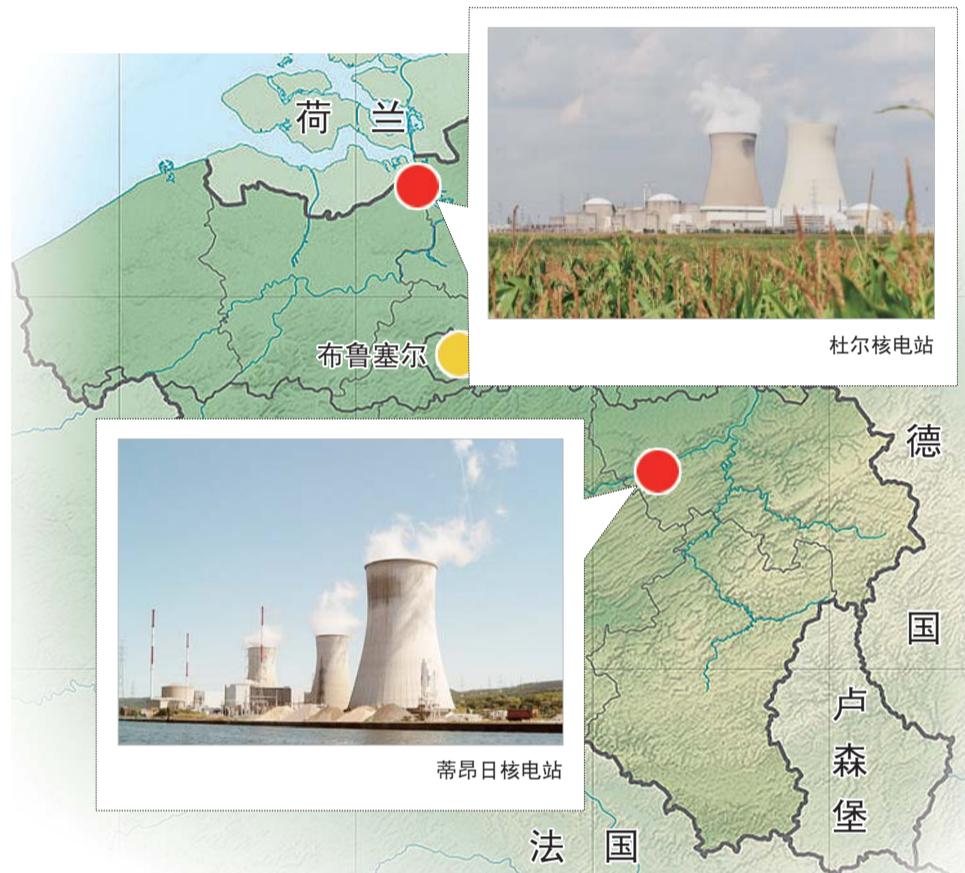 荷兰
杜尔核电站
布鲁塞尔
德国
蒂昂日核电站
卢森堡
法国